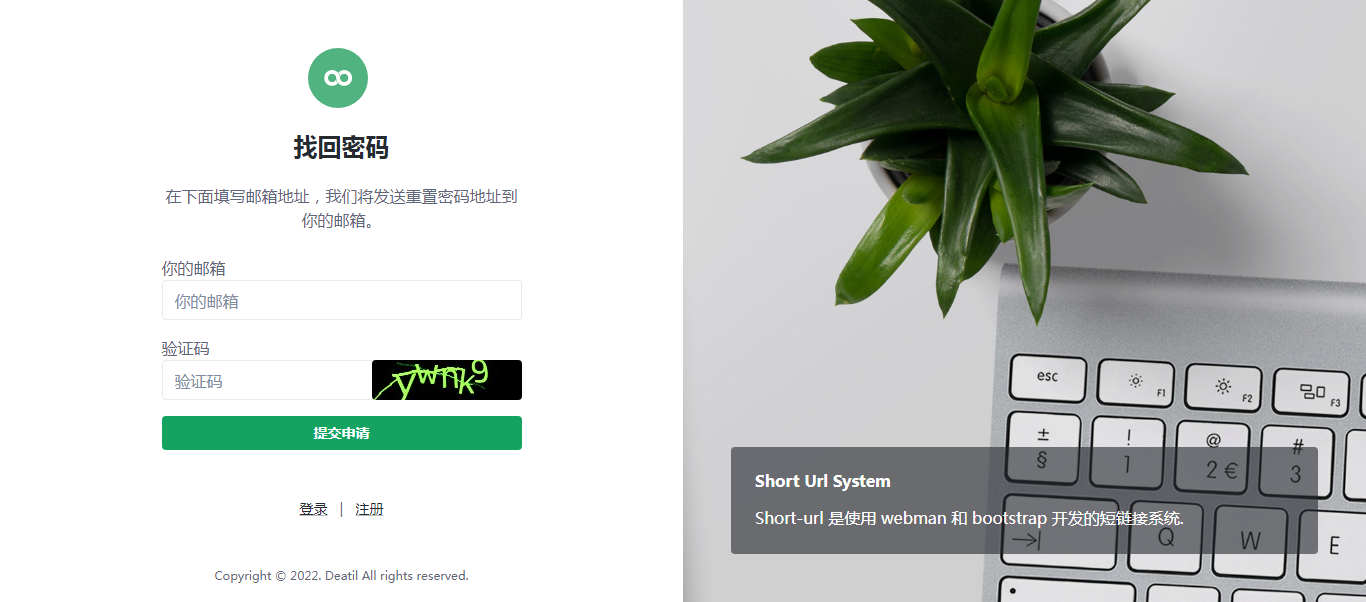 找回密码
在下面填写邮箱地址，我们将发送重置密码地址到
你的邮箱。
你的邮箱
你的邮箱
验证码
验证码
ywnk9
提交申请
登录 | 注册
Copyright © 2022. Deatil All rights reserved.
esc
F1
F2
F3
± ! @ #
§ 1 2 € 3
Short Url System
Short-url 是使用 webman 和 bootstrap 开发的短链接系统.
Q W E